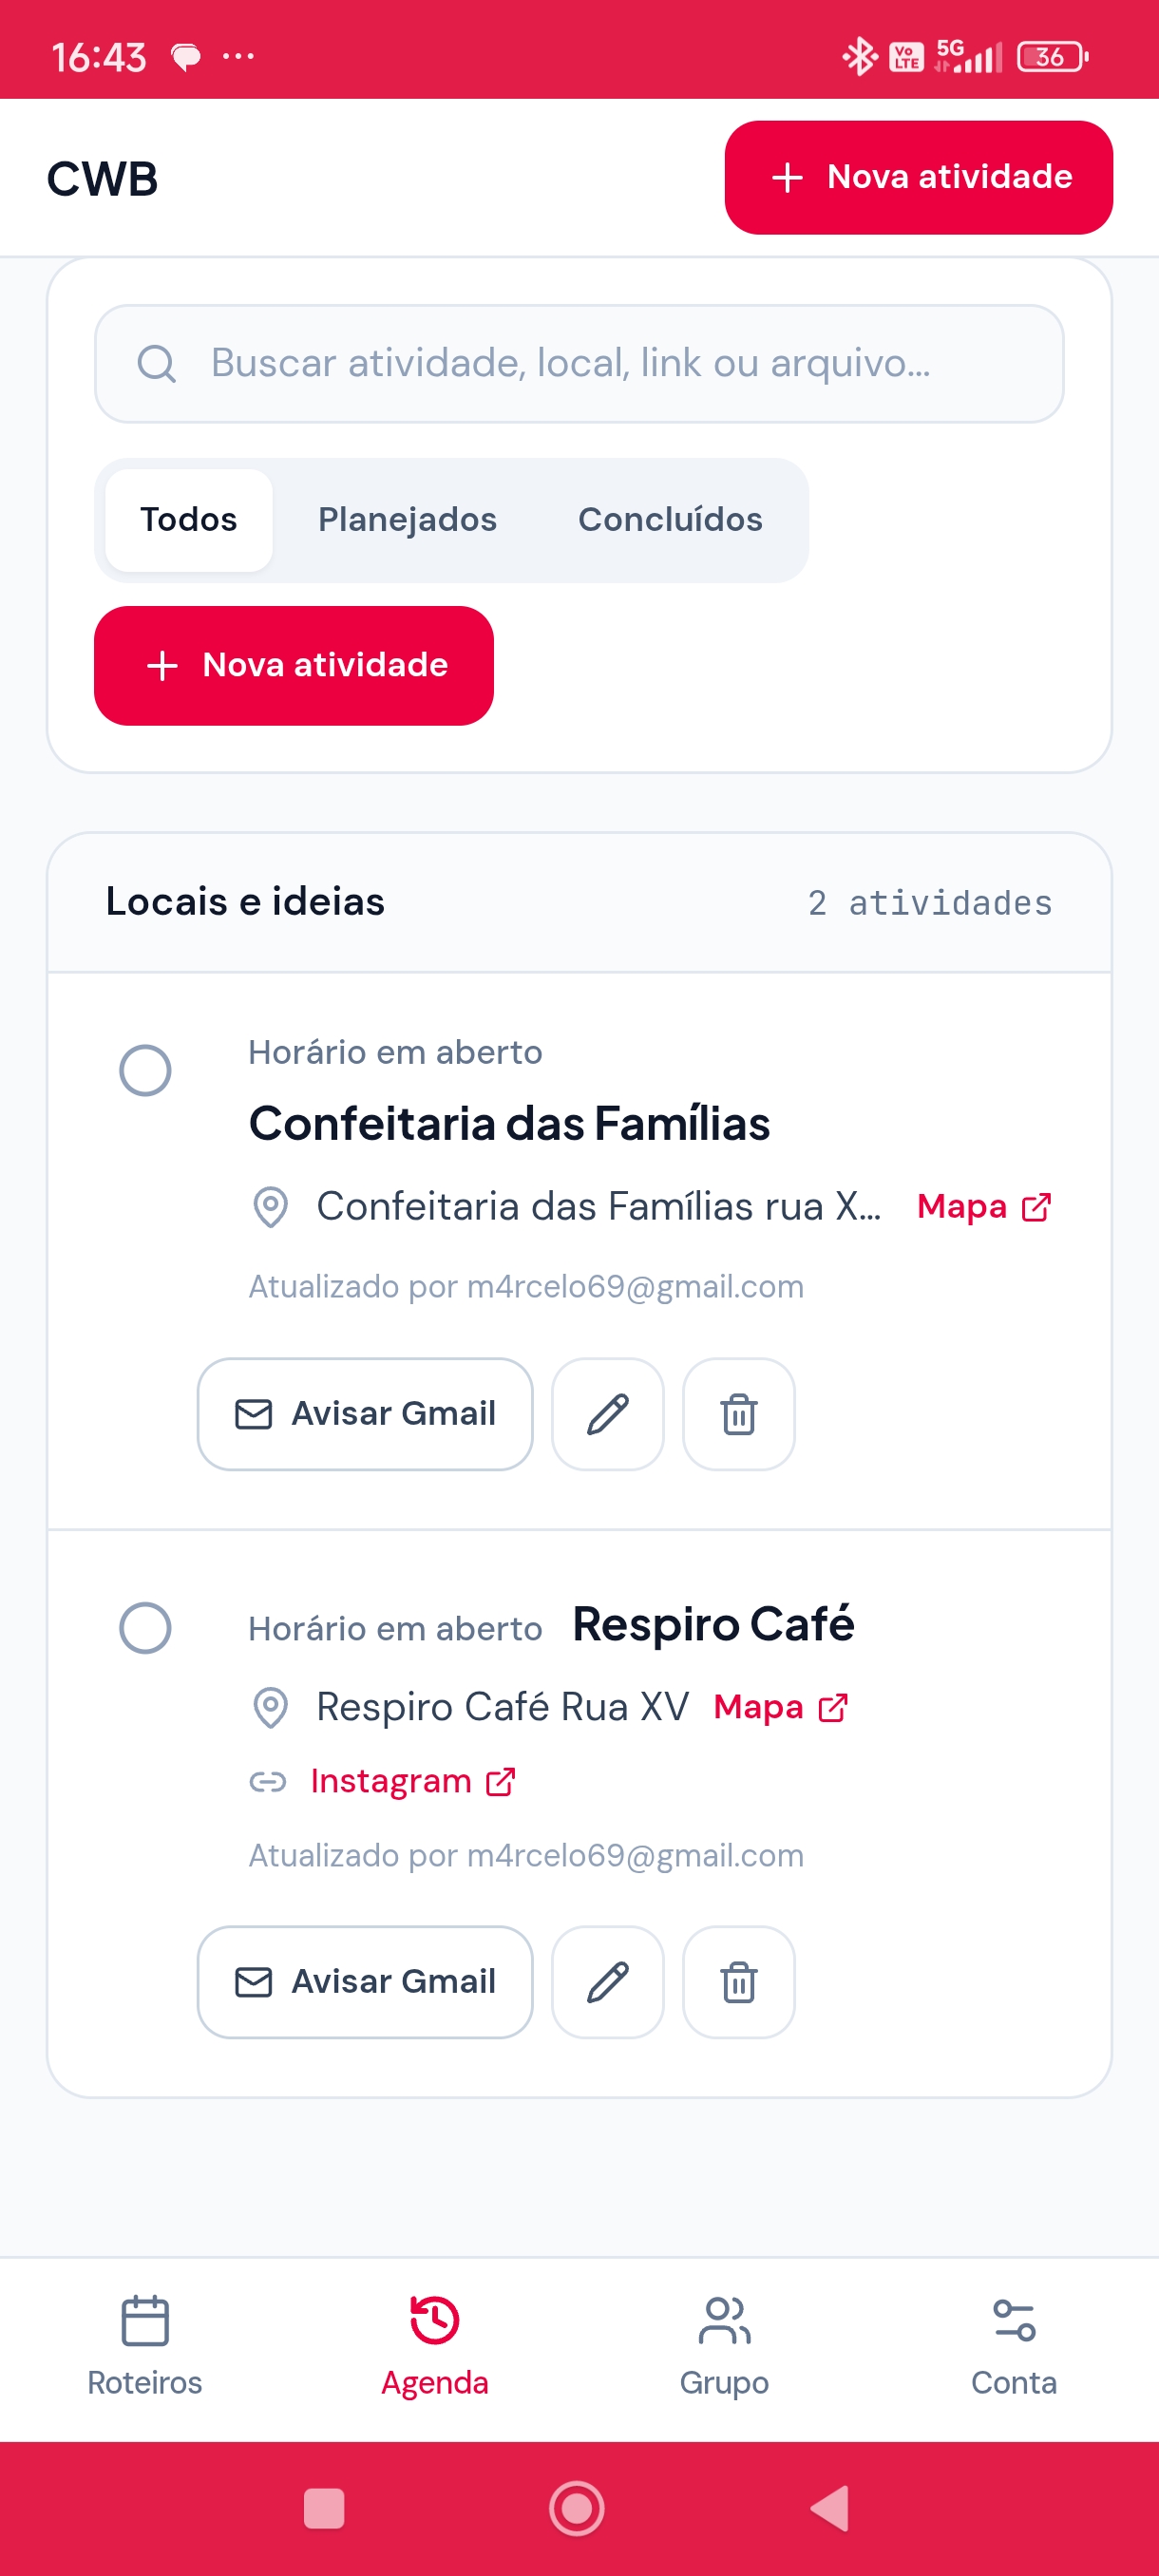 16:43
Vo LTE 5G 36
CWB
+ Nova atividade
Buscar atividade, local, link ou arquivo...
Todos Planejados Concluídos
+ Nova atividade
Locais e ideias 2 atividades
Horário em aberto
Confeitaria das Famílias
Confeitaria das Famílias rua X... Mapa
Atualizado por m4rcelo69@gmail.com
Avisar Gmail
Horário em aberto Respiro Café
Respiro Café Rua XV Mapa
Instagram
Atualizado por m4rcelo69@gmail.com
Avisar Gmail
Roteiros Agenda Grupo Conta